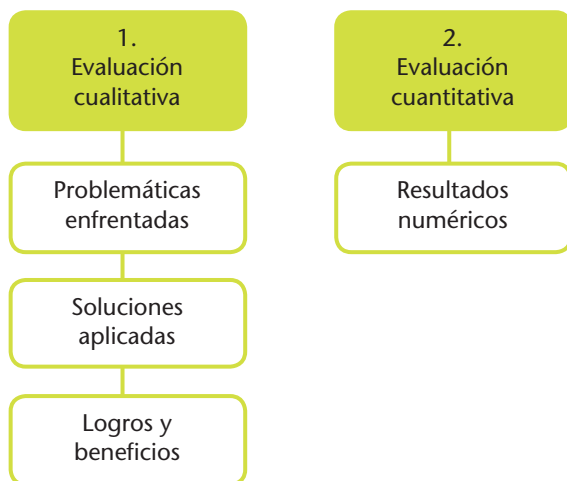 1.
Evaluación
cualitativa
Problemáticas
enfrentadas
Soluciones
aplicadas
Logros y
beneficios
2.
Evaluación
cuantitativa
Resultados
numéricos